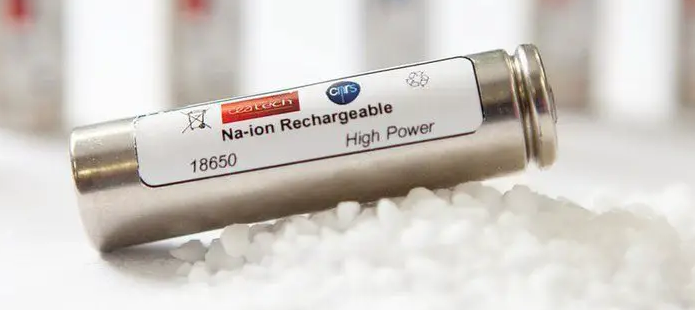 ceatech
cnrs
Na-ion Rechargeable
18650
High Power